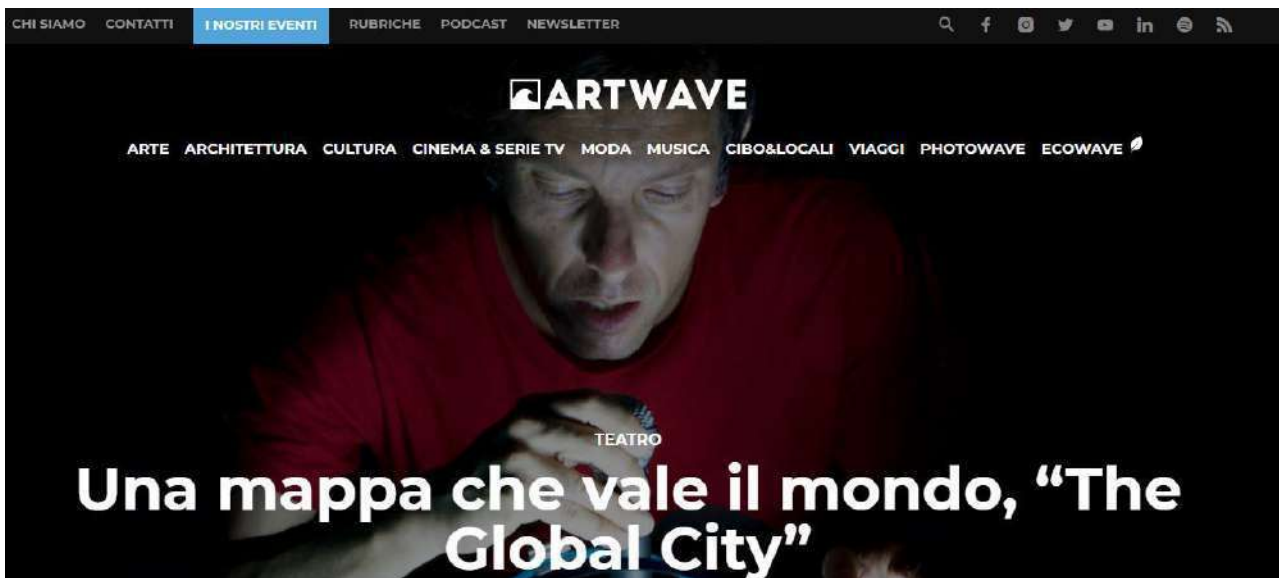 CHI SIAMO CONTATTI I NOSTRI EVENTI RUBRICHE PODCAST NEWSLETTER
ARTWAVE
ARTE ARCHITETTURA CULTURA CINEMA & SERIE TV MODA MUSICA CIBO&LOCALI VIAGGI PHOTOWAVE ECOWAVE
TEATRO
Una mappa che vale il mondo, “The
Global City”